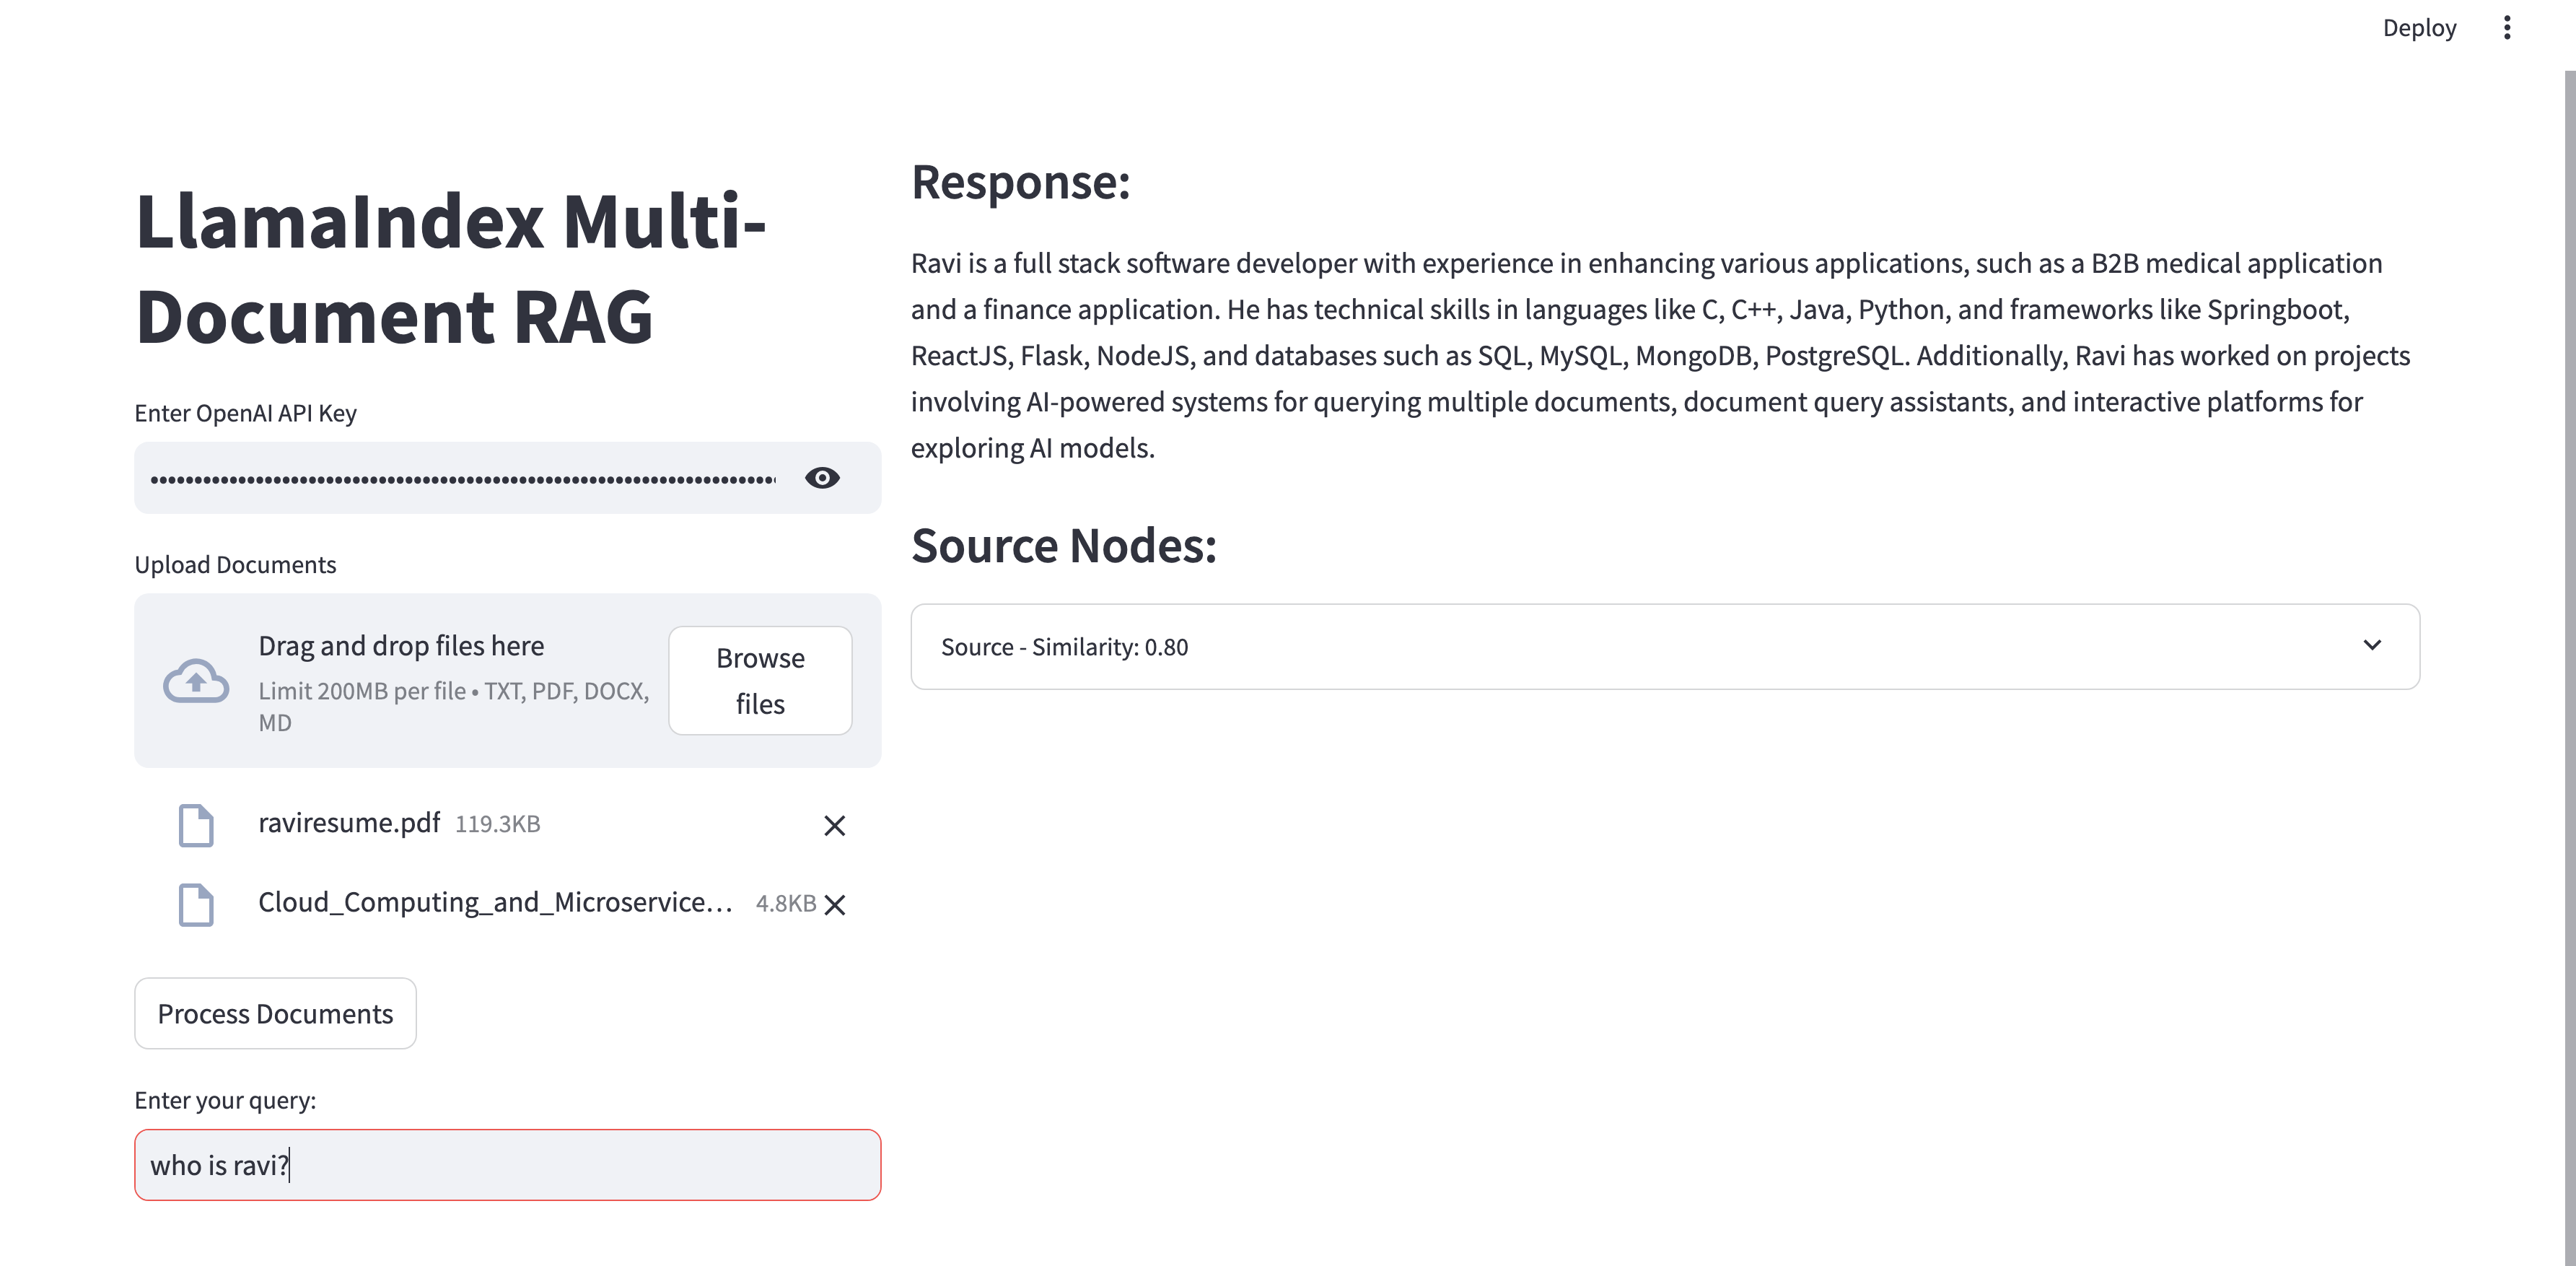 Deploy
LlamaIndex Multi-
Document RAG
Enter OpenAI API Key
Upload Documents
Drag and drop files here
Limit 200MB per file • TXT, PDF, DOCX,
MD
Browse
files
raviresume.pdf 119.3KB
Cloud_Computing_and_Microservice... 4.8KB
Process Documents
Enter your query:
who is ravi?
Response:
Ravi is a full stack software developer with experience in enhancing various applications, such as a B2B medical application
and a finance application. He has technical skills in languages like C, C++, Java, Python, and frameworks like Springboot,
ReactJS, Flask, NodeJS, and databases such as SQL, MySQL, MongoDB, PostgreSQL. Additionally, Ravi has worked on projects
involving AI-powered systems for querying multiple documents, document query assistants, and interactive platforms for
exploring AI models.
Source Nodes:
Source - Similarity: 0.80